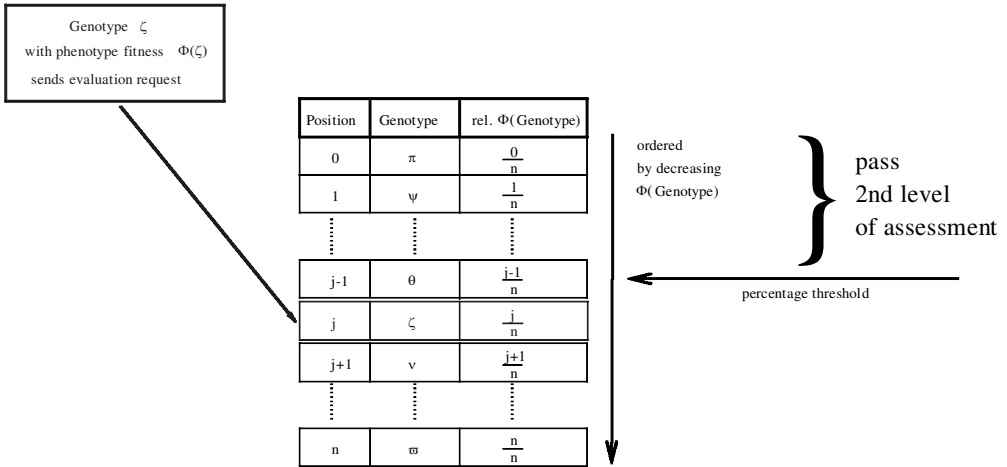 Genotype ζ
with phenotype fitness Φ(ζ)
sends evaluation request
Position Genotype rel. Φ(Genotype)
0 π 0/n
1 ψ 1/n
j-1 θ j-1/n
j ζ j/n
j+1 ν j+1/n
n ϖ n/n
ordered
by decreasing
Φ(Genotype)
pass
2nd level
of assessment
percentage threshold